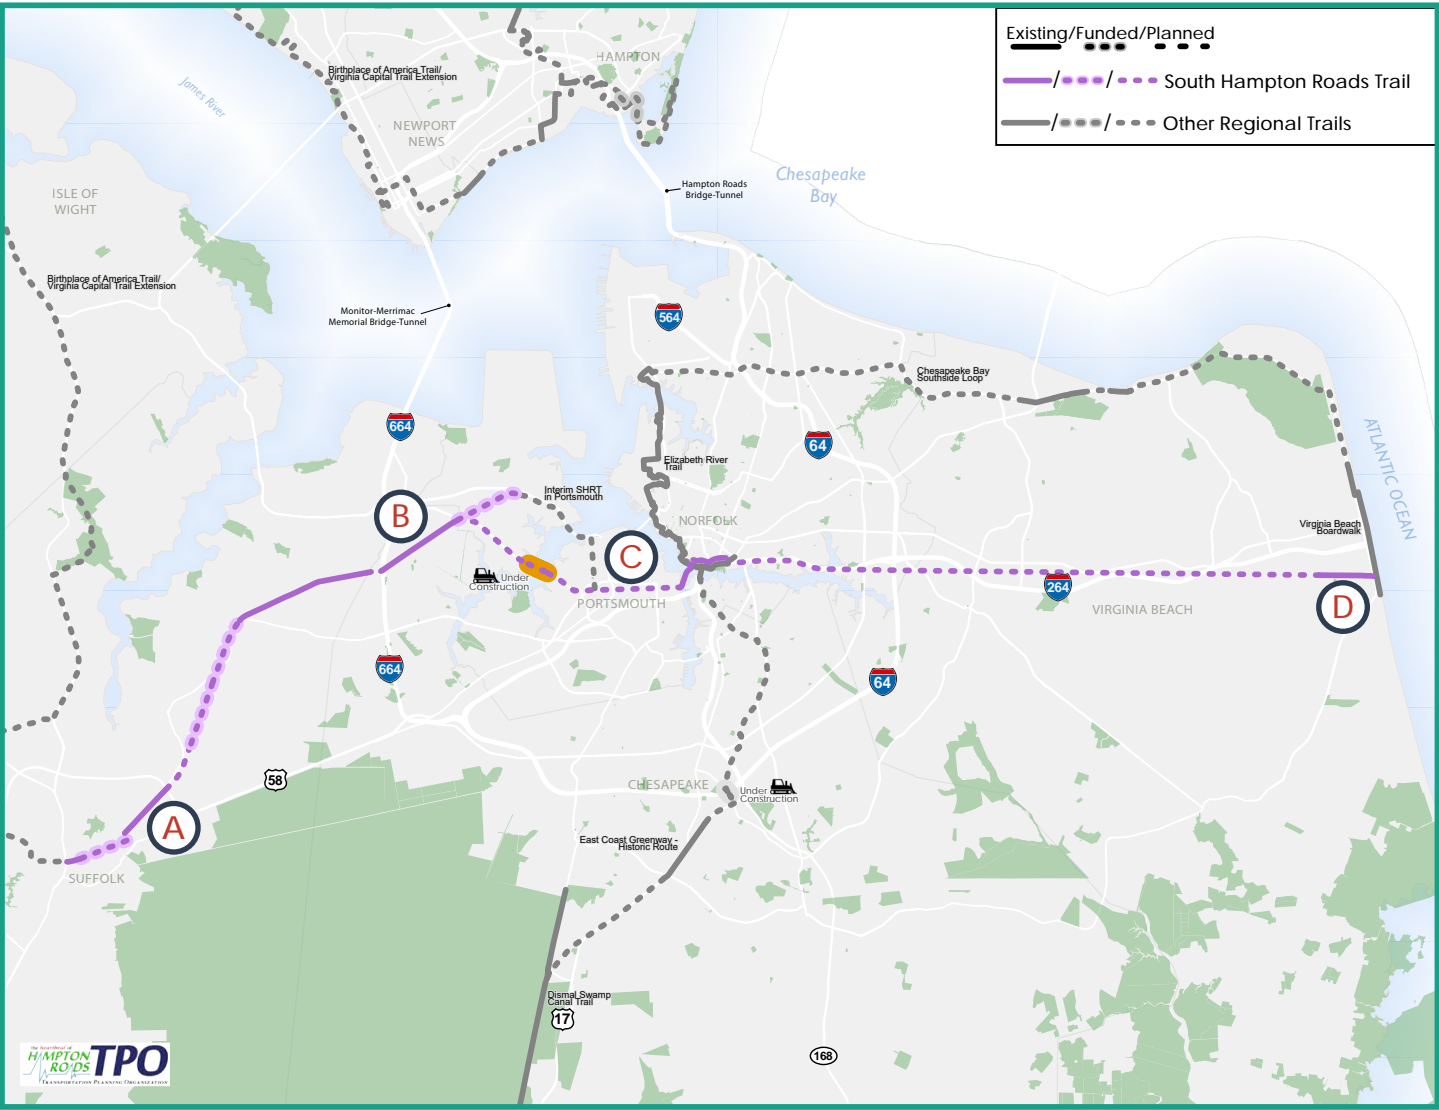 Existing/Funded/Planned
South Hampton Roads Trail
Other Regional Trails
HAMPTON
Birthplace of America Trail/
Virginia Capital Trail Extension
James River
NEWPORT
NEWS
Chesapeake
Bay
Hampton Roads
Bridge-Tunnel
ISLE OF
WIGHT
Birthplace of America Trail/
Virginia Capital Trail Extension
Monitor-Merrimac
Memorial Bridge-Tunnel
564
Chesapeake Bay
Southside Loop
664
64
ATLANTIC OCEAN
Elizabeth River
Trail
Interim SHRT
in Portsmouth
B
NORFOLK
Virginia Beach
Boardwalk
C
Under
Construction
264
PORTSMOUTH
VIRGINIA BEACH
D
664
64
58
CHESAPEAKE
Under
Construction
A
East Coast Greenway -
Historic Route
SUFFOLK
Dismal Swamp
Canal Trail
17
168
the heartbeat of
HAMPTON
ROADS
TPO
TRANSPORTATION PLANNING ORGANIZATION